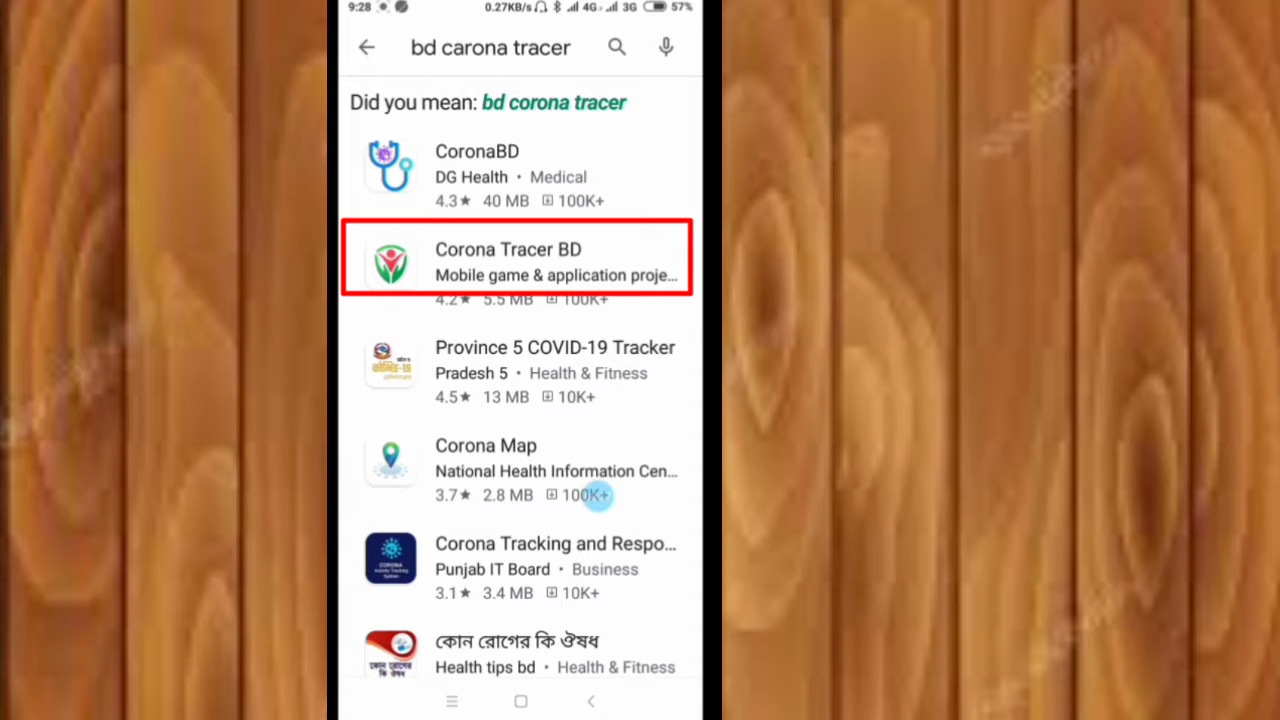 9:28 0.27KB/s 4G 3G 57%
bd carona tracer
Did you mean: bd corona tracer
CoronaBD
DG Health • Medical
4.3★ 40 MB 100K+
Corona Tracer BD
Mobile game & application proje...
4.2★ 5.5 MB 100K+
Province 5 COVID-19 Tracker
Pradesh 5 • Health & Fitness
4.5★ 13 MB 10K+
Corona Map
National Health Information Cen...
3.7★ 2.8 MB 100K+
Corona Tracking and Respo...
Punjab IT Board • Business
3.1★ 3.4 MB 10K+
কোন রোগের কি ঔষধ
Health tips bd • Health & Fitness
কোন রোগের
কি ঔষধ